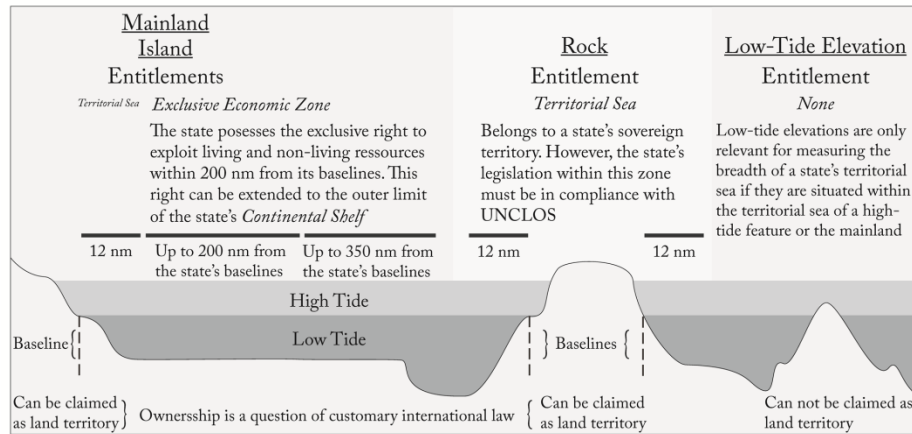 Mainland
Island
Entitlements
Territorial Sea
Exclusive Economic Zone
The state posesses the exclusive right to
exploit living and non-living ressources
within 200 nm from its baselines. This
right can be extended to the outer limit
of the state's Continental Shelf
12 nm
Up to 200 nm from
the state's baselines
Up to 350 nm from
the state's baselines
Rock
Entitlement
Territorial Sea
Belongs to a state's sovereign
territory. However, the state's
legislation within this zone
must be in compliance with
UNCLOS
12 nm
12 nm
Low-Tide Elevation
Entitlement
None
Low-tide elevations are only
relevant for measuring the
breadth of a state's territorial
sea if they are situated within
the territorial sea of a high-
tide feature or the mainland
High Tide
Low Tide
Baseline{
} Baselines {
Can be claimed
as land territory
} Ownersship is a question of customary international law {
Can be claimed
as land territory
Can not be claimed as
land territory